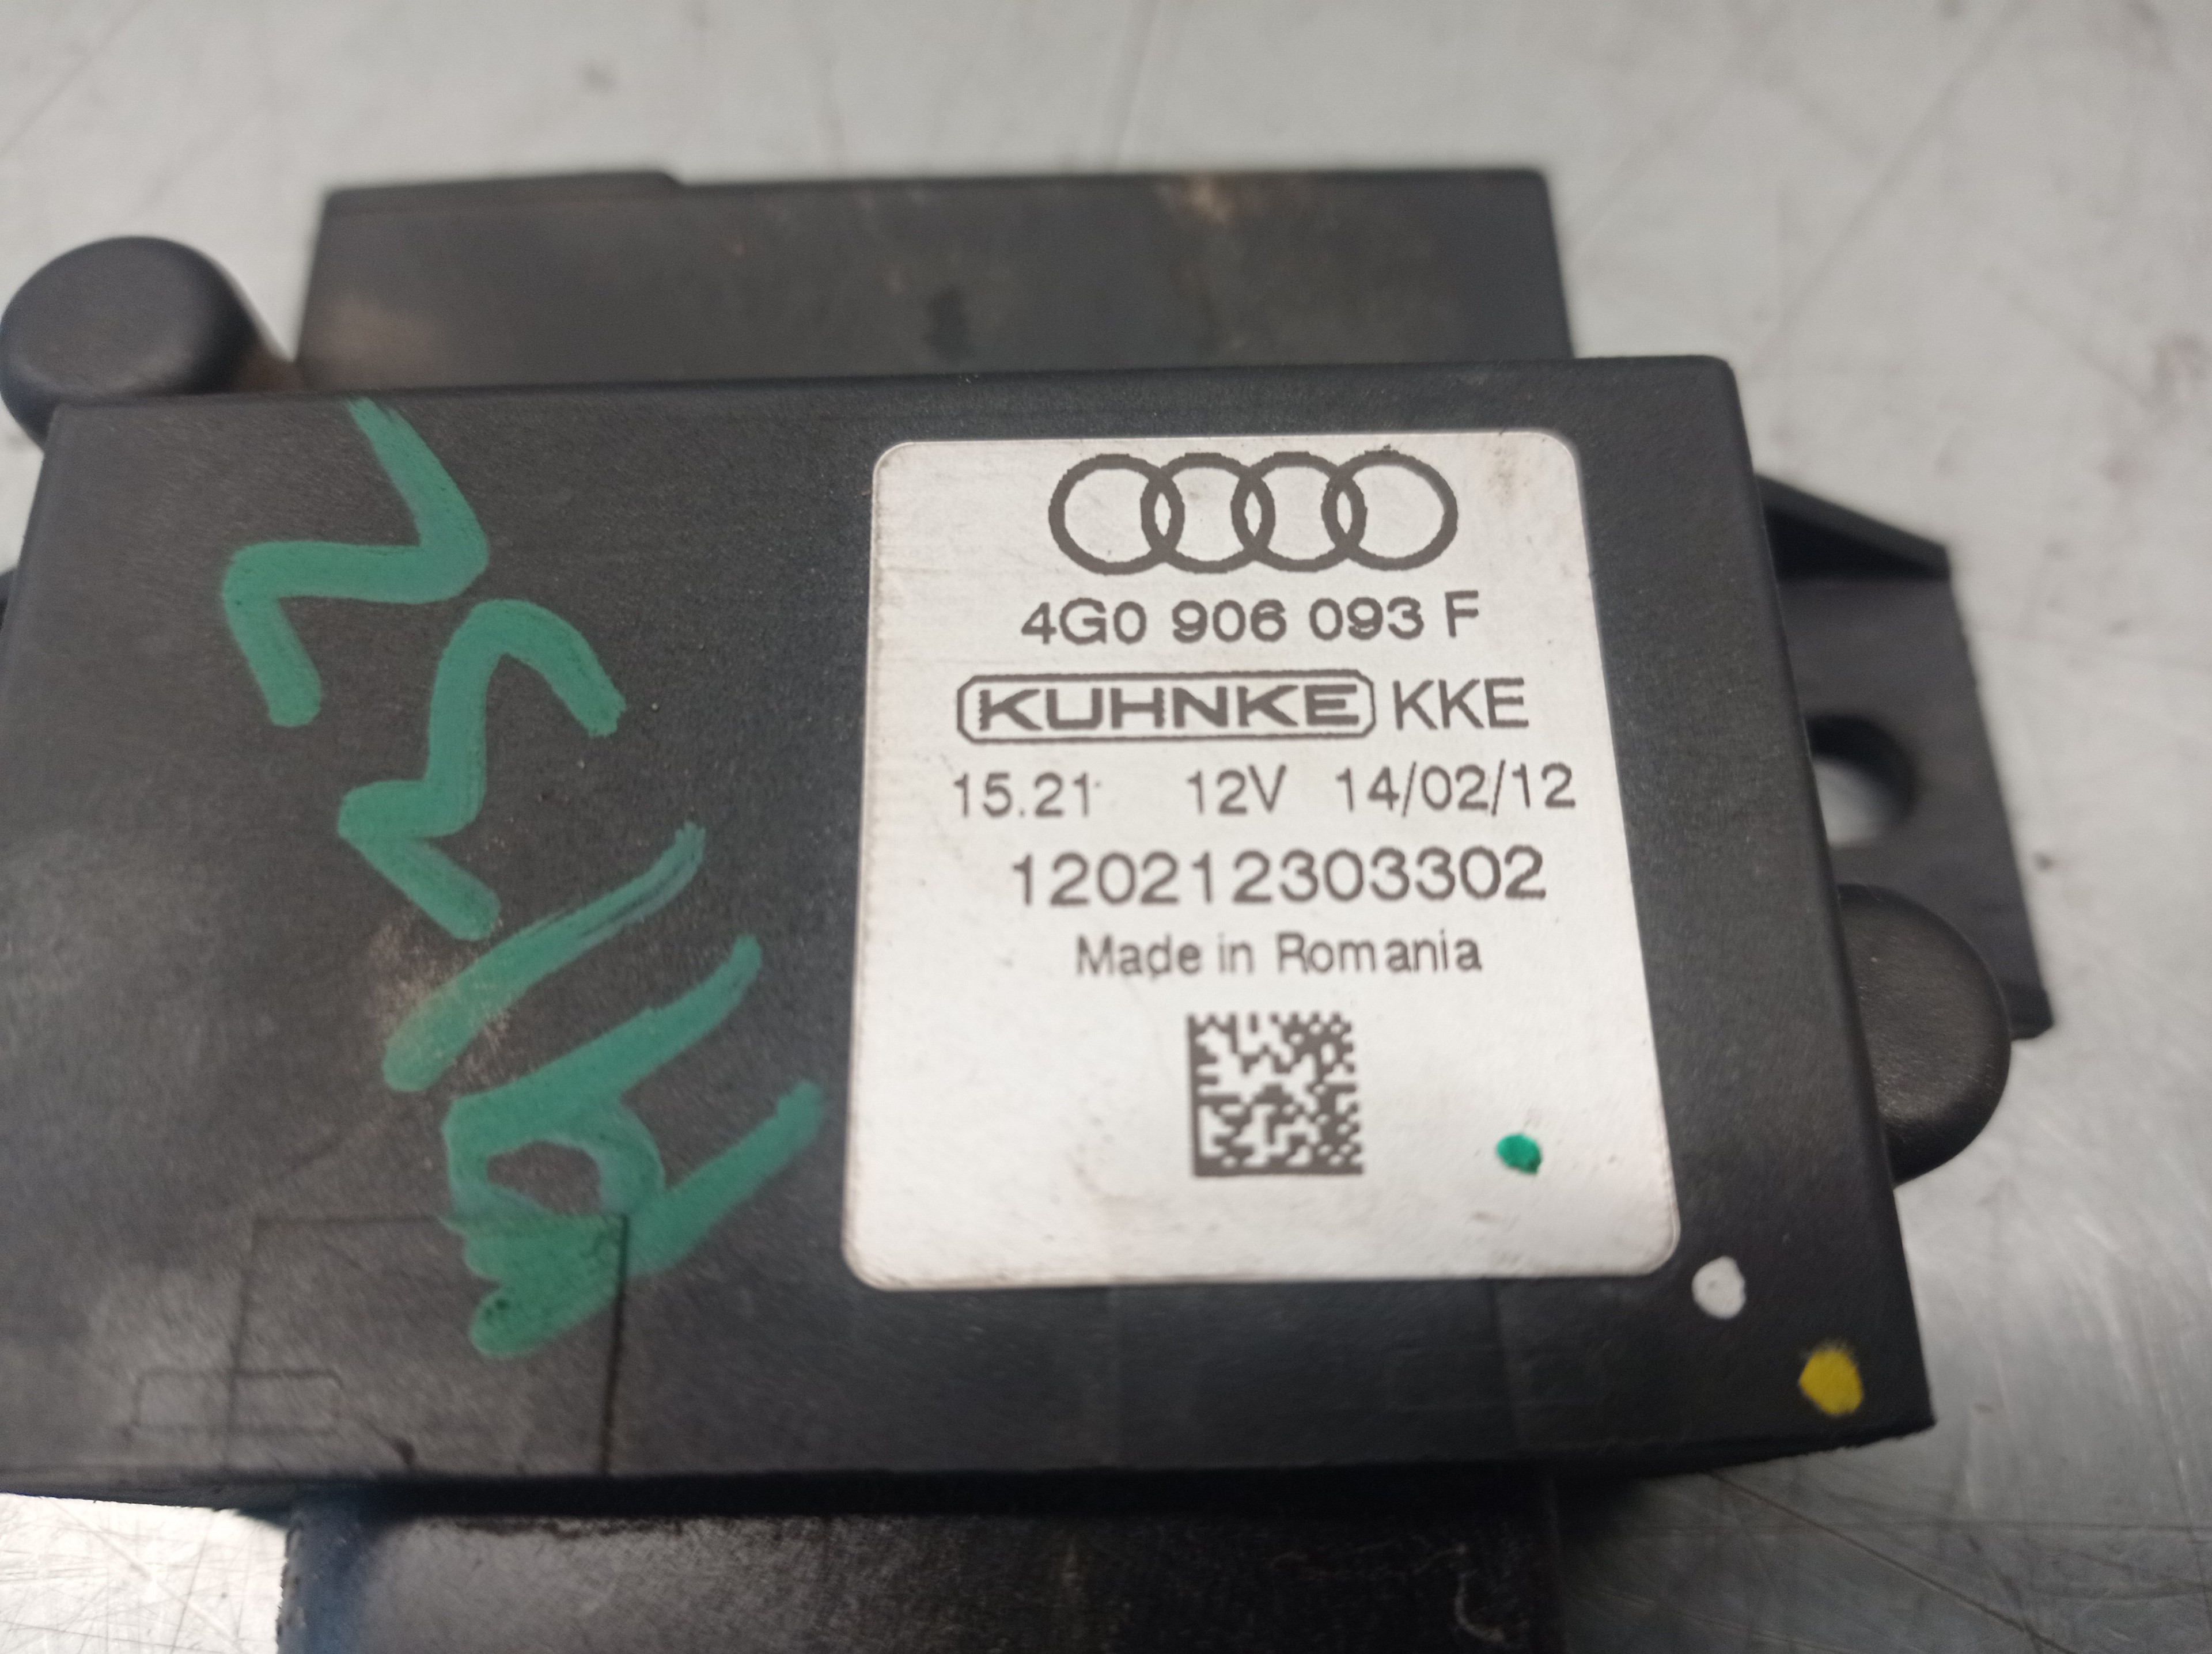 4G0 906 093 F
KUHNKE KKE
15.21 12V 14/02/12
120212303302
Made in Romania